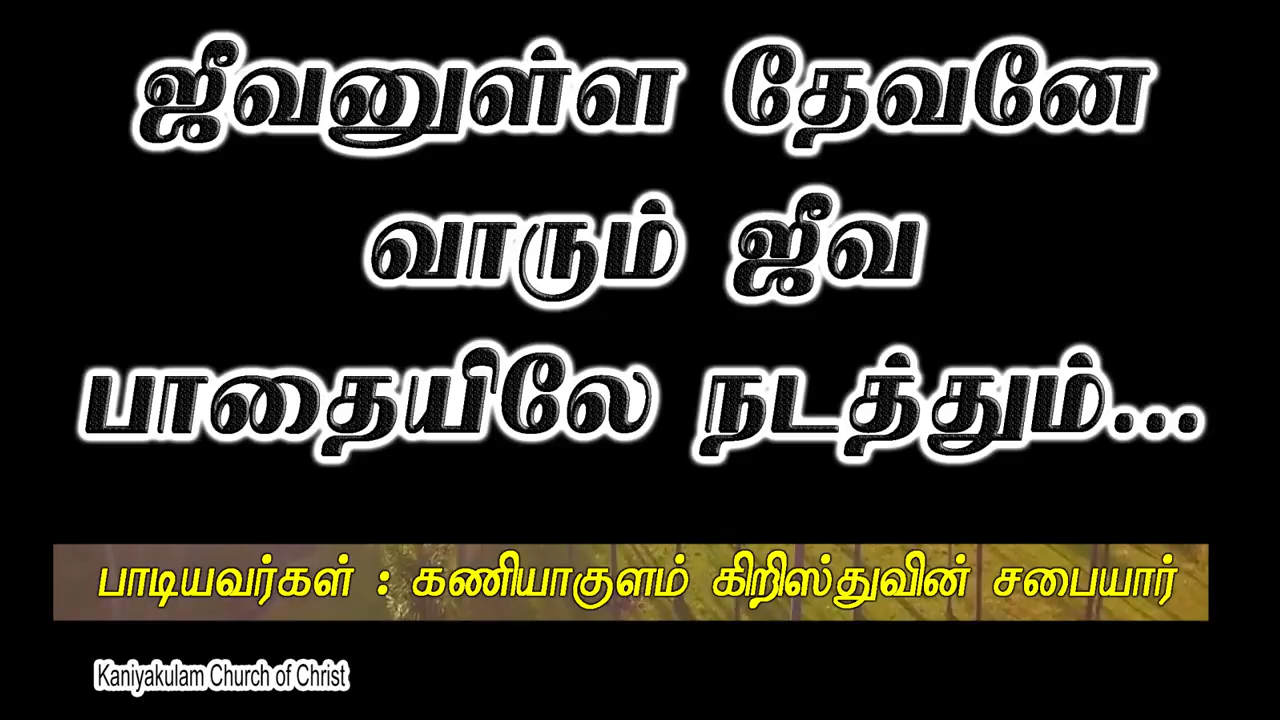 ஜீவனுள்ள தேவனே
வாரும் ஜீவ
பாதையிலே நடத்தும்...
பாடியவர்கள் : கணியாகுளம் கிறிஸ்துவின் சபையார்
Kaniyakulam Church of Christ